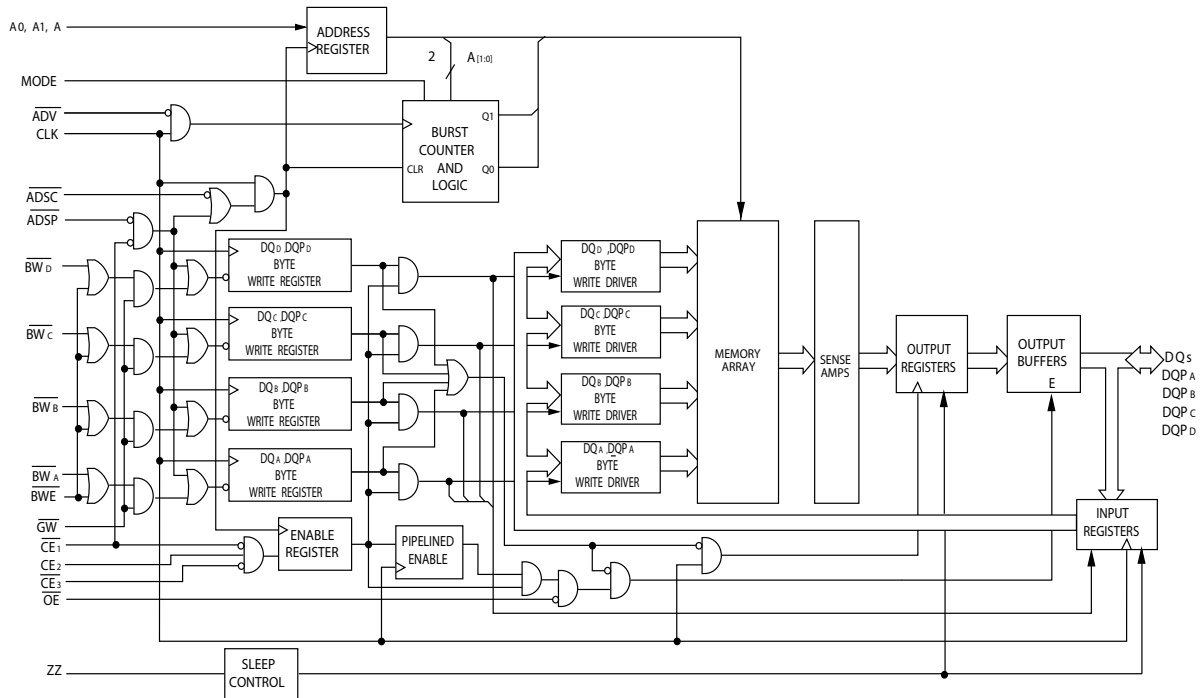 A0, A1, A
ADDRESS
REGISTER
2 A[1:0]
MODE
ADV
CLK
BURST
COUNTER
AND
LOGIC
CLR
Q1
Q0
ADSC
ADSP
DQD ,DQPD
BYTE
WRITE REGISTER
DQD ,DQPD
BYTE
WRITE DRIVER
BWD
DQC ,DQPC
BYTE
WRITE REGISTER
DQC ,DQPC
BYTE
WRITE DRIVER
BWC
MEMORY
ARRAY
SENSE
AMPS
OUTPUT
REGISTERS
OUTPUT
BUFFERS
E
DQs
DQPA
DQPB
DQPC
DQPD
DQB ,DQPB
BYTE
WRITE REGISTER
DQB ,DQPB
BYTE
WRITE DRIVER
BWB
DQA ,DQPA
BYTE
WRITE REGISTER
DQA ,DQPA
BYTE
WRITE DRIVER
BWA
BWE
GW
CE1
CE2
CE3
OE
ENABLE
REGISTER
PIPELINED
ENABLE
INPUT
REGISTERS
ZZ
SLEEP
CONTROL